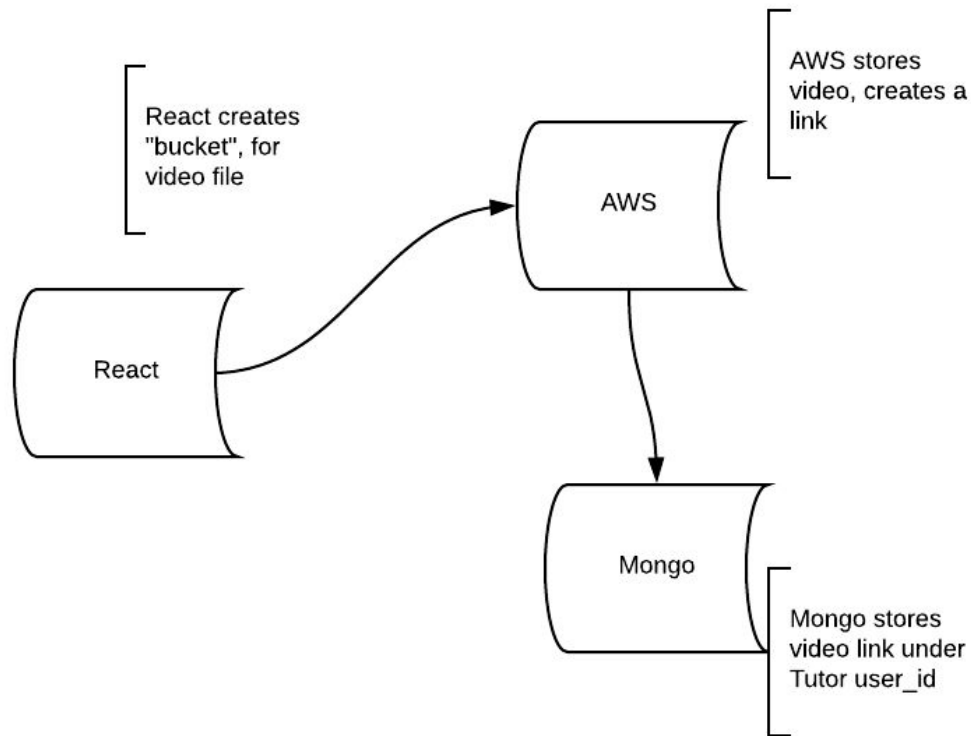 AWS stores
video, creates a
link
React creates
"bucket", for
video file
AWS
React
Mongo
Mongo stores
video link under
Tutor user_id